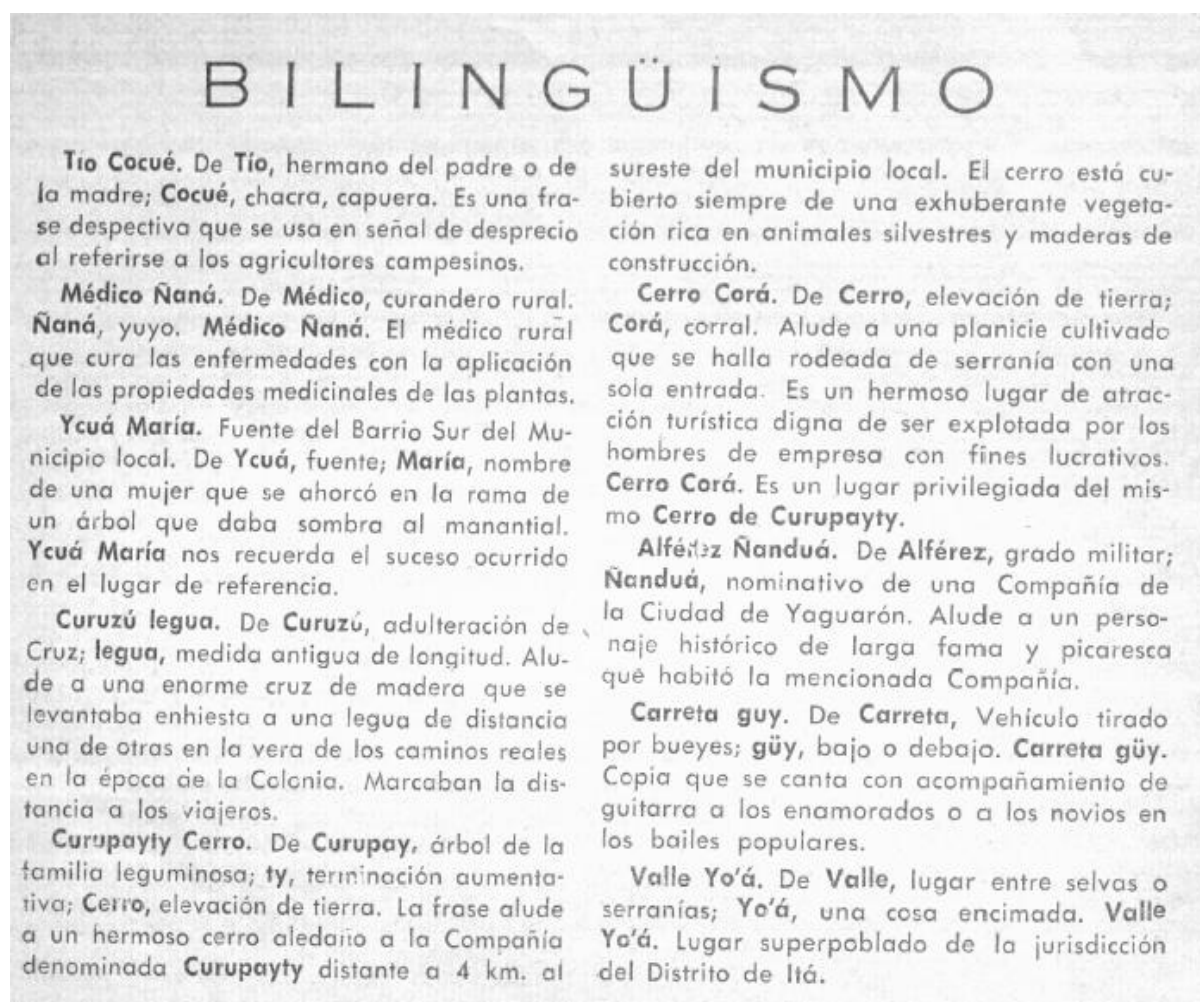 BILINGÜISMO
Tío Cocué. De Tío, hermano del padre o de
la madre; Cocué, chacra, capuera. Es una fra-
se despectiva que se usa en señal de desprecio
al referirse a los agricultores campesinos.
Médico Ñaná. De Médico, curandero rural.
Ñaná, yuyo. Médico Ñaná. El médico rural
que cura las enfermedades con la aplicación
de las propiedades medicinales de las plantas.
Ycuá María. Fuente del Barrio Sur del Mu-
nicipio local. De Ycuá, fuente; María, nombre
de una mujer que se ahorcó en la rama de
un árbol que daba sombra al manantial.
Ycuá María nos recuerda el suceso ocurrido
en el lugar de referencia.
Curuzú legua. De Curuzú, adulteración de
Cruz; legua, medida antigua de longitud. Alu-
de a una enorme cruz de madera que se
levantaba enhiesta a una legua de distancia
una de otras en la vera de los caminos reales
en la época de la Colonia. Marcaban la dis-
tancia a los viajeros.
Curupayty Cerro. De Curupay, árbol de la
familia leguminosa; ty, terminación aumenta-
tiva; Cerro, elevación de tierra. La frase alude
a un hermoso cerro aledaño a la Compañía
denominada Curupayty distante a 4 km. al
sureste del municipio local. El cerro está cu-
bierto siempre de una exhuberante vegeta-
ción rica en animales silvestres y maderas de
construcción.
Cerro Corá. De Cerro, elevación de tierra;
Corá, corral. Alude a una planicie cultivado
que se halla rodeada de serranía con una
sola entrada. Es un hermoso lugar de atrac-
ción turística digna de ser explotada por los
hombres de empresa con fines lucrativos.
Cerro Corá. Es un lugar privilegiada del mis-
mo Cerro de Curupayty.
Alférez Ñanduá. De Alférez, grado militar;
Ñanduá, nominativo de una Compañía de
la Ciudad de Yaguarón. Alude a un perso-
naje histórico de larga fama y picaresca
que habitó la mencionada Compañía.
Carreta guy. De Carreta, Vehículo tirado
por bueyes; güy, bajo o debajo. Carreta güy.
Copia que se canta con acompañamiento de
guitarra a los enamorados o a los novios en
los bailes populares.
Valle Yo'á. De Valle, lugar entre selvas o
serranías; Yo'á, una cosa encimada. Valle
Yo'á. Lugar superpoblado de la jurisdicción
del Distrito de Itá.